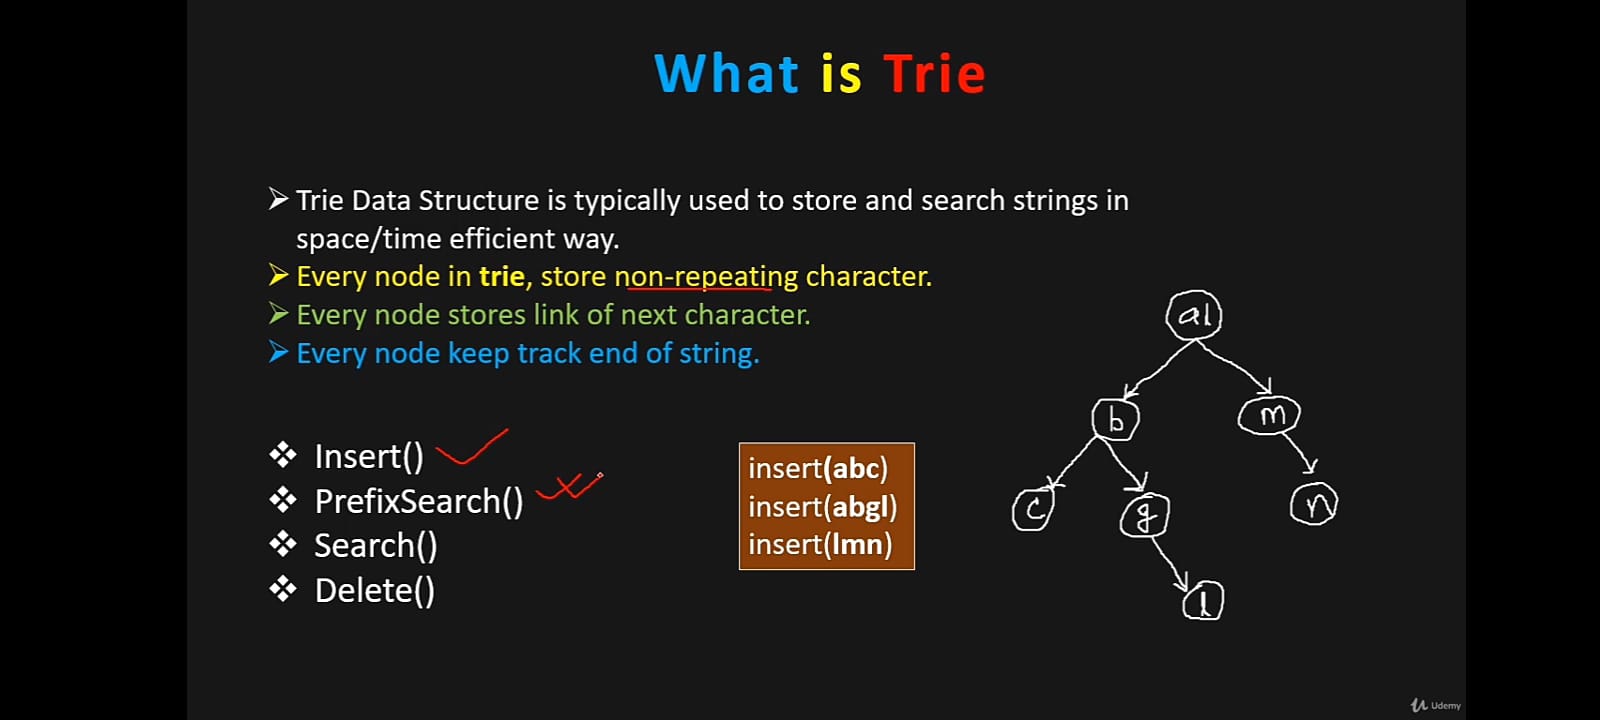 What is Trie
Trie Data Structure is typically used to store and search strings in
space/time efficient way.
Every node in trie, store non-repeating character.
Every node stores link of next character.
Every node keep track end of string.
Insert()
PrefixSearch()
Search()
Delete()
insert(abc)
insert(abgl)
insert(lmn)
al
b
m
c
g
n
l
Udemy